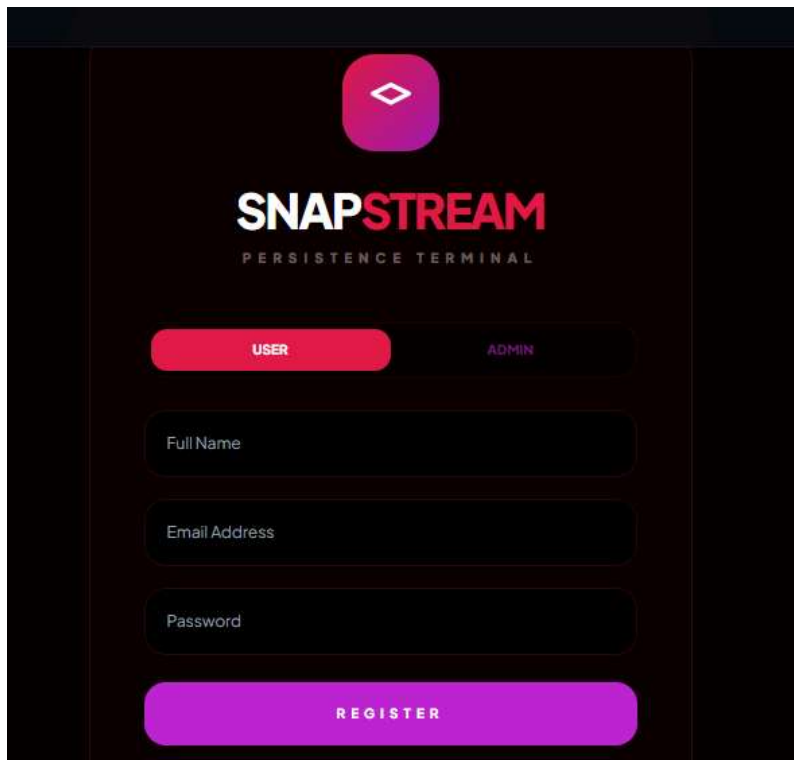 SNAPSTREAM
PERSISTENCE TERMINAL
USER ADMIN
Full Name
Email Address
Password
REGISTER